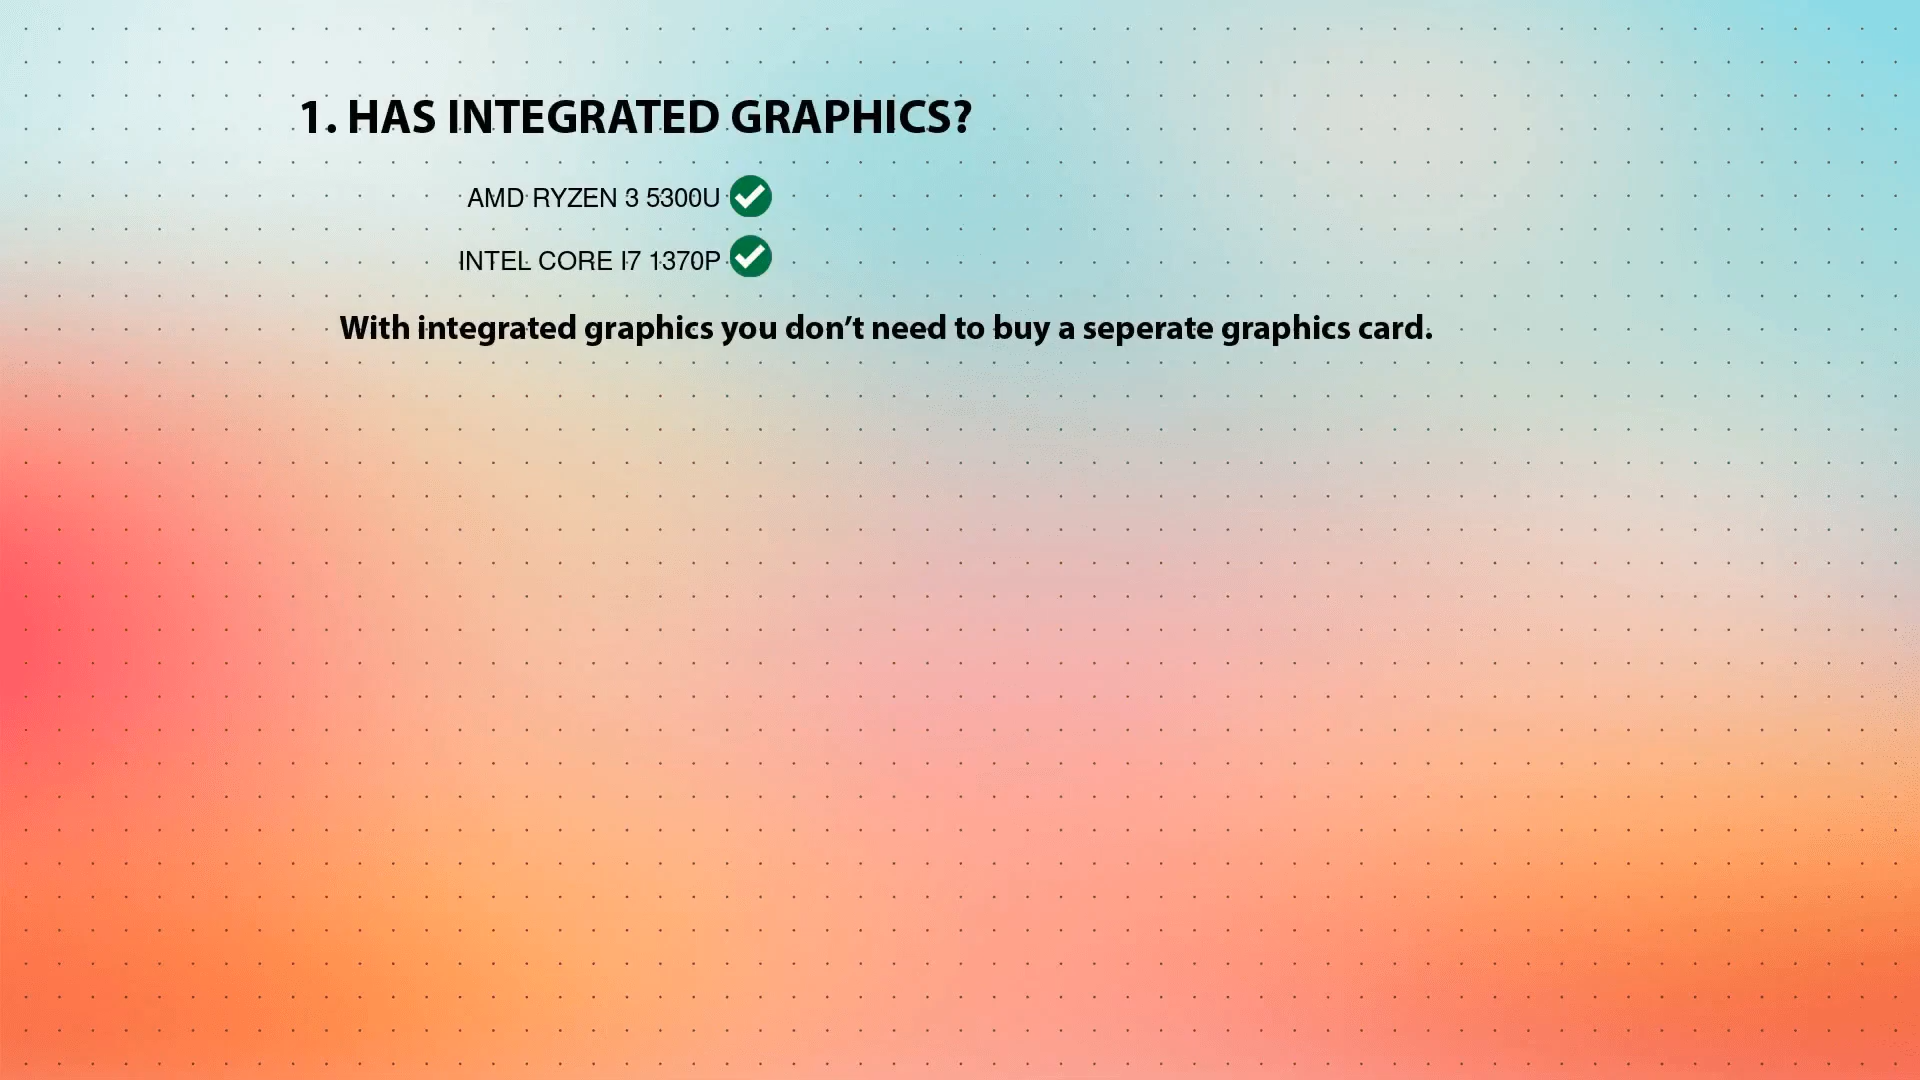 1. HAS INTEGRATED GRAPHICS?
AMD RYZEN 3 5300U
INTEL CORE I7 1370P
With integrated graphics you don’t need to buy a seperate graphics card.